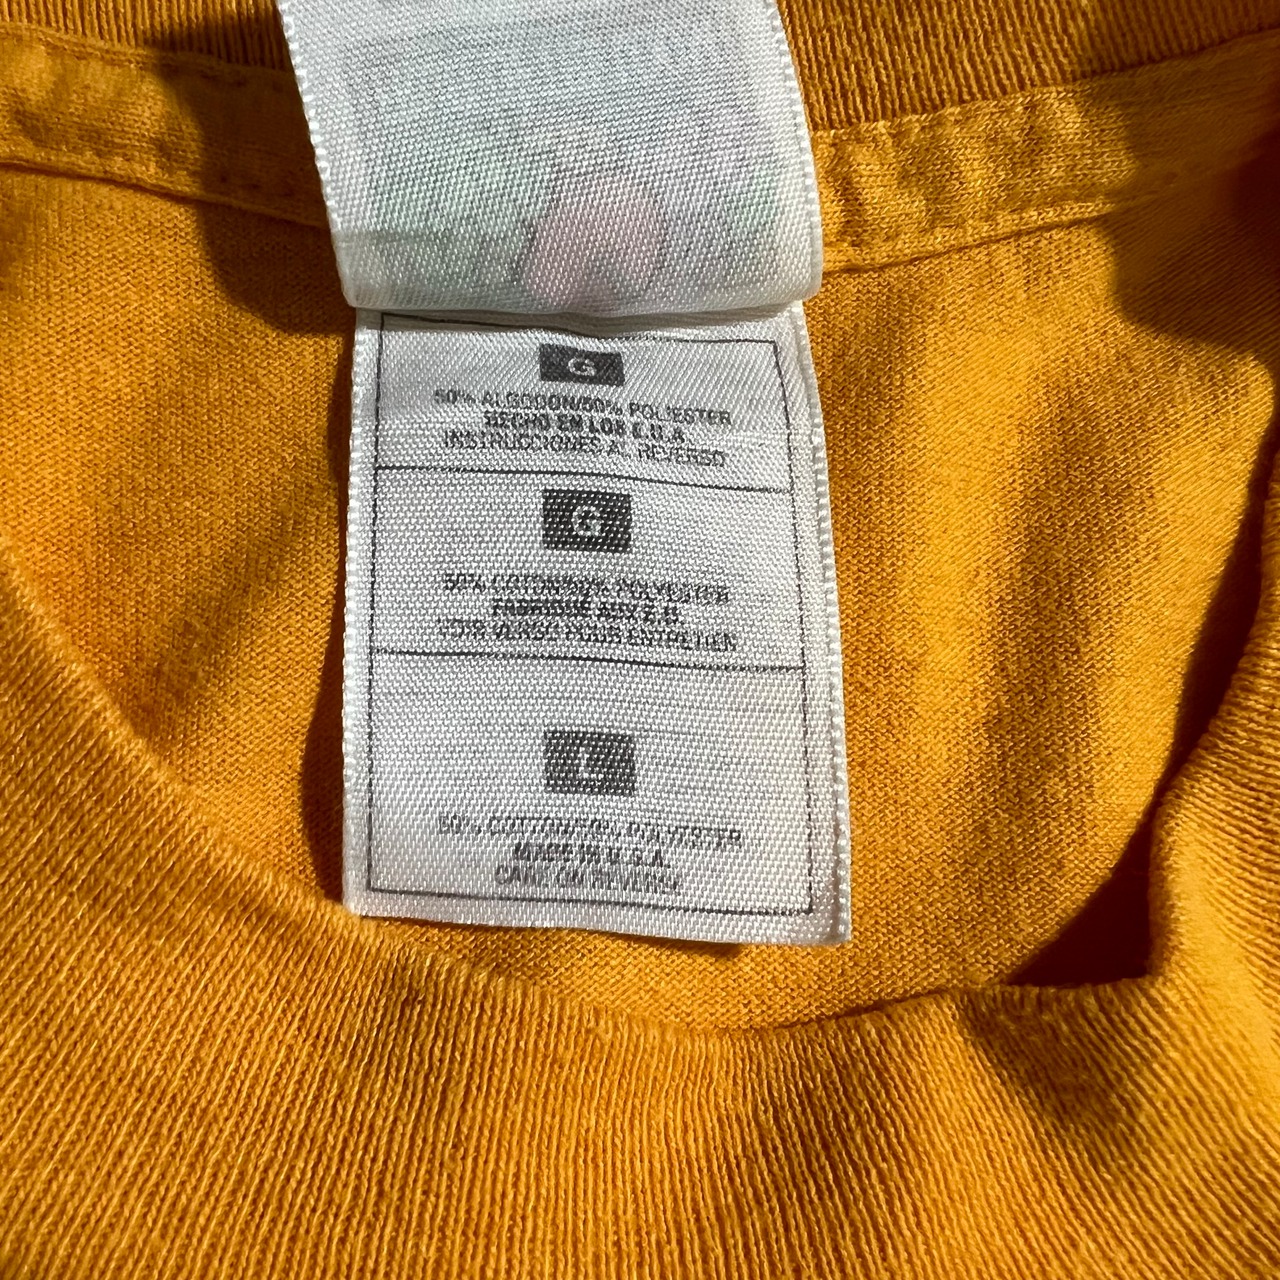 G
50% ALGODON/50% POLIESTER
HECHO EN LOS E.U.A.
INSTRUCCIONES AL REVERSO
G
50% COTON/50% POLYESTER
FABRIQUÉ AUX É.U.
VOIR VERSO POUR ENTRETIEN
L
50% COTTON/50% POLYESTER
MADE IN U.S.A.
CARE ON REVERSE